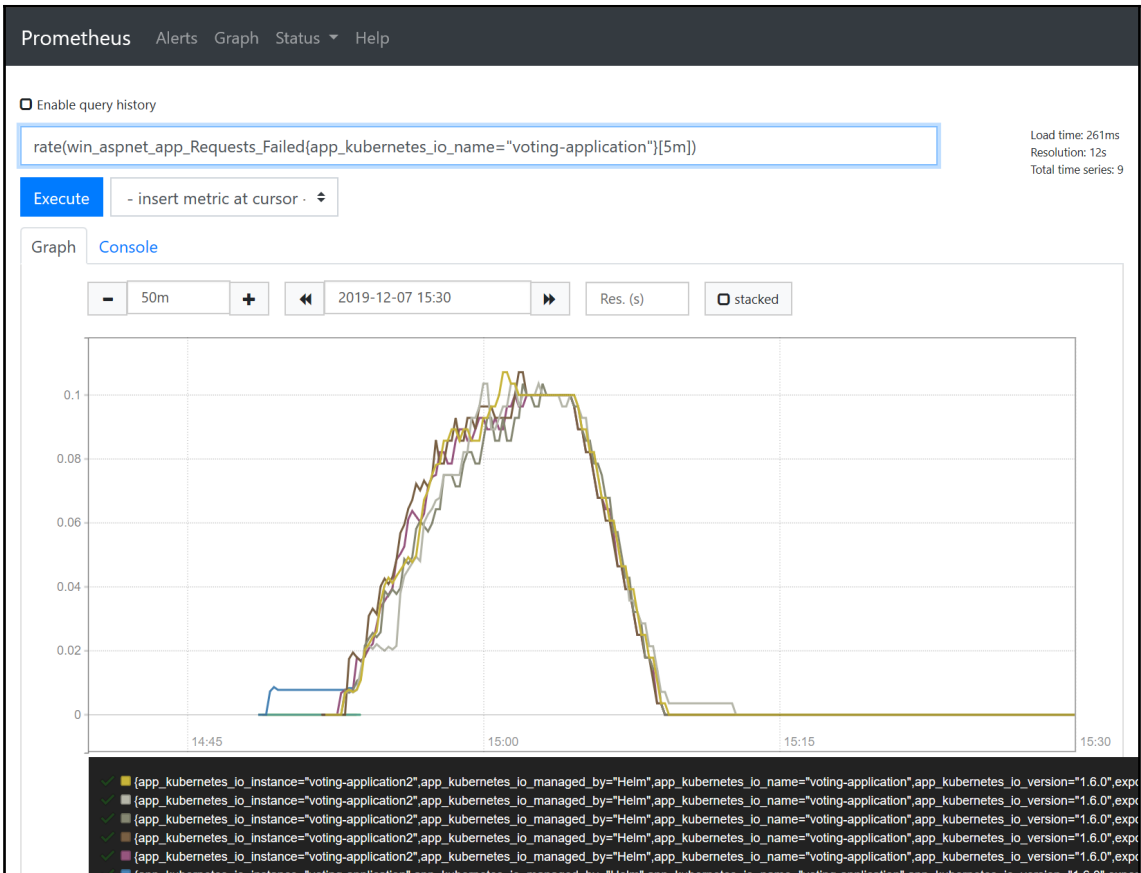 Prometheus Alerts Graph Status Help
Enable query history
rate(win_aspnet_app_Requests_Failed{app_kubernetes_io_name="voting-application"}[5m])
Load time: 261ms
Resolution: 12s
Total time series: 9
Execute - insert metric at cursor -
Graph Console
50m 2019-12-07 15:30 Res. (s) stacked
0.1
0.08
0.06
0.04
0.02
0
14:45 15:00 15:15 15:30
{app_kubernetes_io_instance="voting-application2",app_kubernetes_io_managed_by="Helm",app_kubernetes_io_name="voting-application",app_kubernetes_io_version="1.6.0",expo
{app_kubernetes_io_instance="voting-application2",app_kubernetes_io_managed_by="Helm",app_kubernetes_io_name="voting-application",app_kubernetes_io_version="1.6.0",expo
{app_kubernetes_io_instance="voting-application2",app_kubernetes_io_managed_by="Helm",app_kubernetes_io_name="voting-application",app_kubernetes_io_version="1.6.0",expo
{app_kubernetes_io_instance="voting-application2",app_kubernetes_io_managed_by="Helm",app_kubernetes_io_name="voting-application",app_kubernetes_io_version="1.6.0",expo
{app_kubernetes_io_instance="voting-application2",app_kubernetes_io_managed_by="Helm",app_kubernetes_io_name="voting-application",app_kubernetes_io_version="1.6.0",expo